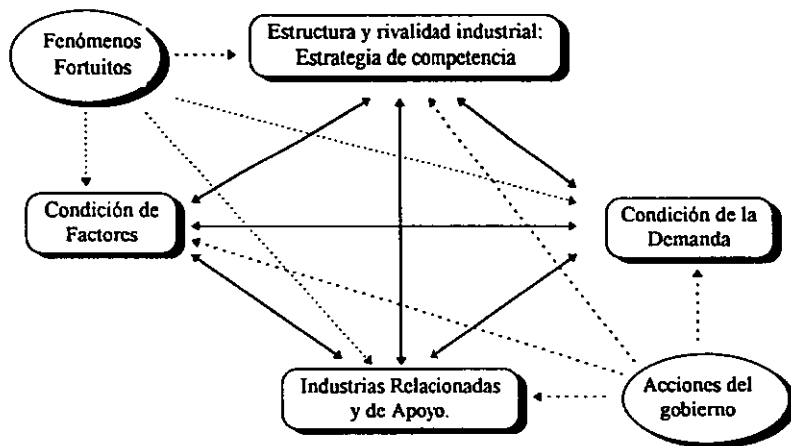 Fenómenos
Fortuitos
Estructura y rivalidad industrial:
Estrategia de competencia
Condición de
Factores
Condición de la
Demanda
Industrias Relacionadas
y de Apoyo.
Acciones del
gobierno